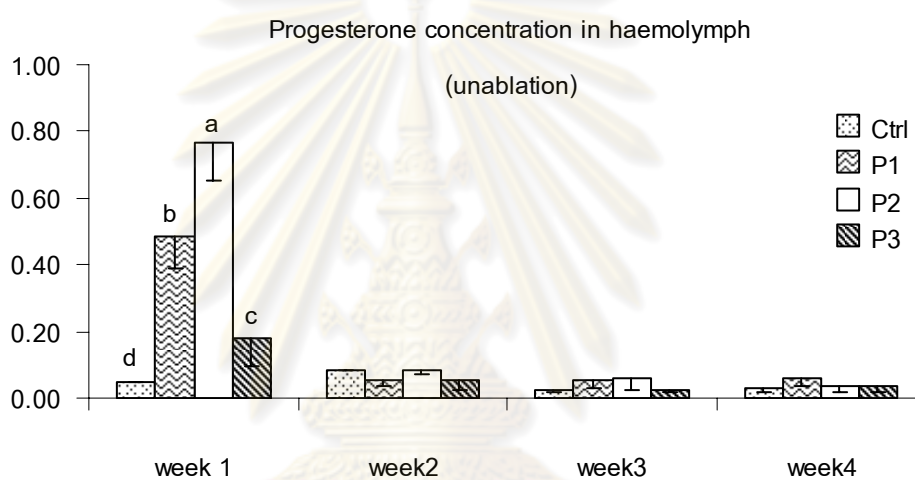 Progesterone concentration in haemolymph
(unablation)
1.00
0.80
0.60
0.40
0.20
0.00
a
b
c
d
Ctrl
P1
P2
P3
week 1
week2
week3
week4